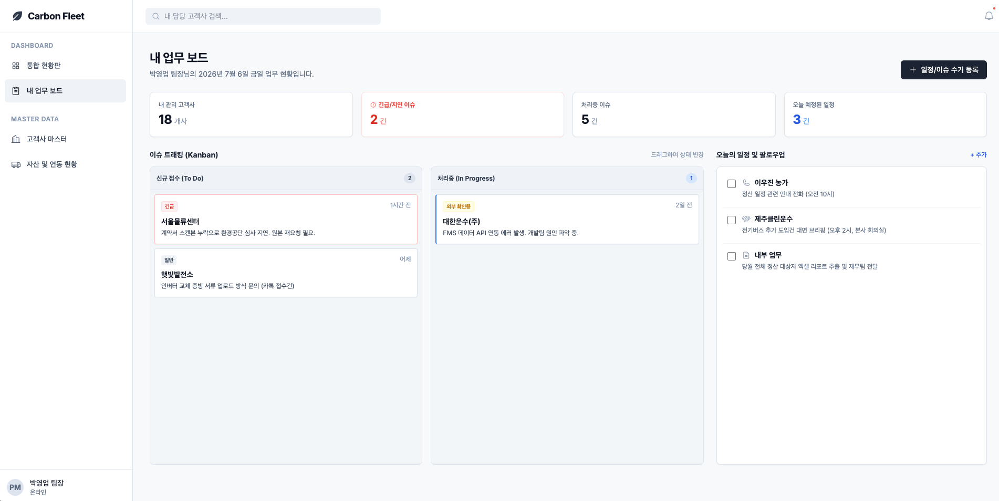 Carbon Fleet
내 담당 고객사 검색...
DASHBOARD
통합 현황판
내 업무 보드
MASTER DATA
고객사 마스터
자산 및 연동 현황
PM
박영업 팀장
온라인
내 업무 보드
박영업 팀장님의 2026년 7월 6일 금일 업무 현황입니다.
+ 일정/이슈 수기 등록
내 관리 고객사
18 개사
긴급/지연 이슈
2 건
처리중 이슈
5 건
오늘 예정된 일정
3 건
이슈 트래킹 (Kanban)
드래그하여 상태 변경
신규 접수 (To Do)
2
긴급
1시간 전
서울물류센터
계약서 스캔본 누락으로 환경공단 심사 지연. 원본 재요청 필요.
일반
어제
햇빛발전소
인버터 교체 증빙 서류 업로드 방식 문의 (카톡 접수건)
처리중 (In Progress)
1
외부 확인중
2일 전
대한운수(주)
FMS 데이터 API 연동 에러 발생. 개발팀 원인 파악 중.
오늘의 일정 및 팔로우업
+ 추가
이우진 농가
정산 일정 관련 안내 전화 (오전 10시)
제주클린운수
전기버스 추가 도입건 대면 브리핑 (오후 2시, 본사 회의실)
내부 업무
당월 전체 정산 대상자 엑셀 리포트 추출 및 재무팀 전달